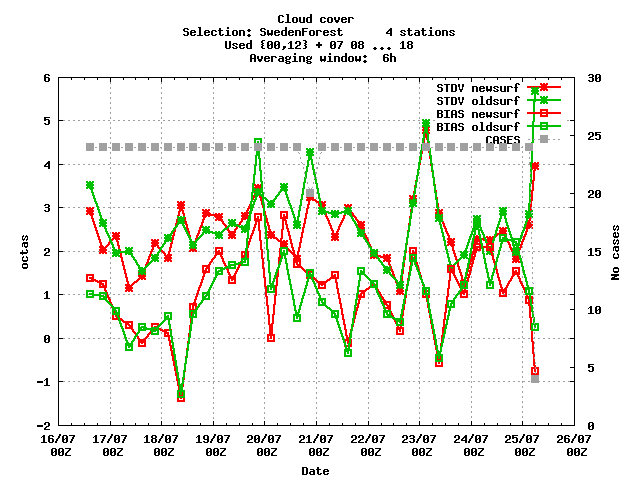 Cloud cover
Selection: SwedenForest 4 stations
Used {00,12} + 07 08 ... 18
Averaging window: 6h
STDV newsurf
STDV oldsurf
BIAS newsurf
BIAS oldsurf
CASES
octas
6
5
4
3
2
1
0
-1
-2
No cases
30
25
20
15
10
5
0
16/07 17/07 18/07 19/07 20/07 21/07 22/07 23/07 24/07 25/07 26/07
00Z 00Z 00Z 00Z 00Z 00Z 00Z 00Z 00Z 00Z 00Z
Date